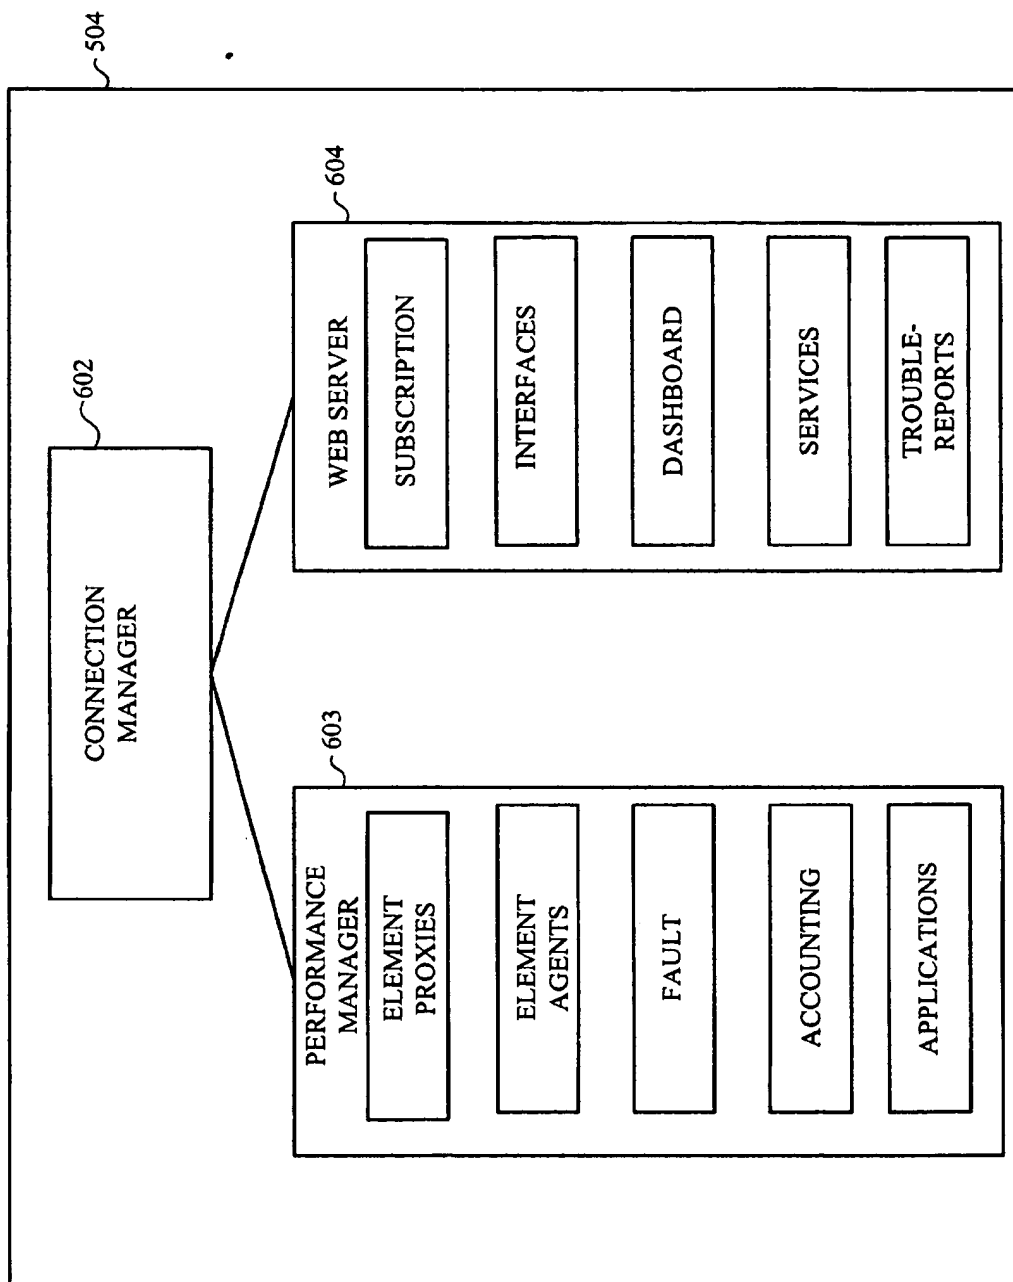 504
CONNECTION
MANAGER
602
PERFORMANCE
MANAGER
603
ELEMENT
PROXIES
ELEMENT
AGENTS
FAULT
ACCOUNTING
APPLICATIONS
WEB SERVER
604
SUBSCRIPTION
INTERFACES
DASHBOARD
SERVICES
TROUBLE-
REPORTS